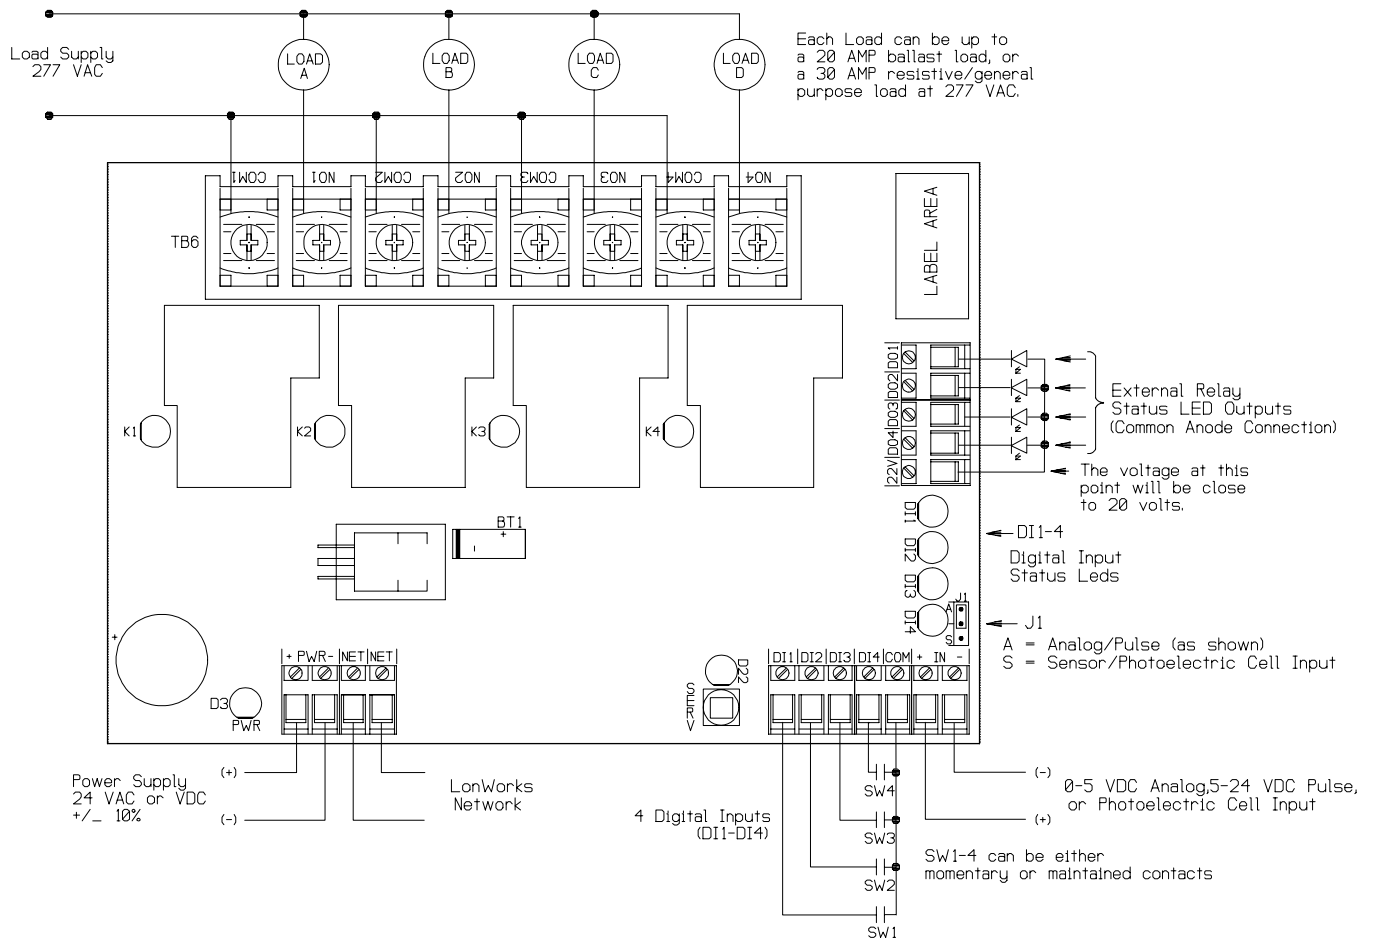 Load Supply
277 VAC
LOAD
A
LOAD
B
LOAD
C
LOAD
D
Each Load can be up to
a 20 AMP ballast load, or
a 30 AMP resistive/general
purpose load at 277 VAC.
COM1
NO1
COM2
NO2
COM3
NO3
COM4
NO4
TB6
LABEL AREA
DO1
DO2
DO3
DO4
22V
External Relay
Status LED Outputs
(Common Anode Connection)
The voltage at this
point will be close
to 20 volts.
K1
K2
K3
K4
BT1
+
-
DI1
DI2
DI3
DI4
DI1-4
Digital Input
Status Leds
J1
A
-
S
J1
A = Analog/Pulse (as shown)
S = Sensor/Photoelectric Cell Input
+
+ PWR- NET NET
D3
PWR
D22
SERV
DI1 DI2 DI3 DI4 COM + IN -
Power Supply
24 VAC or VDC
+/_ 10%
(+)
(-)
LonWorks
Network
4 Digital Inputs
(DI1-DI4)
SW4
SW3
SW2
SW1
(-)
(+)
0-5 VDC Analog,5-24 VDC Pulse,
or Photoelectric Cell Input
SW1-4 can be either
momentary or maintained contacts